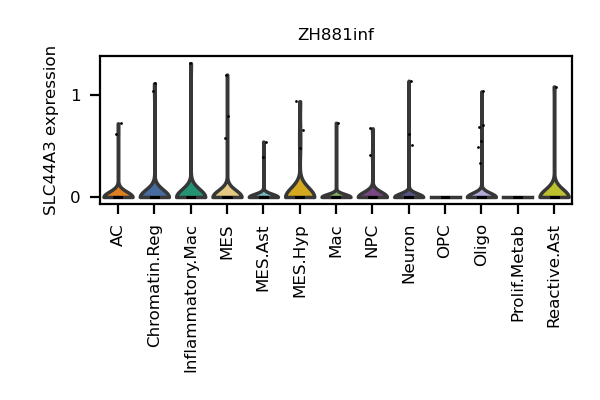 ZH881inf
SLC44A3 expression
1
0
AC
Chromatin.Reg
Inflammatory.Mac
MES
MES.Ast
MES.Hyp
Mac
NPC
Neuron
OPC
Oligo
Prolif.Metab
Reactive.Ast